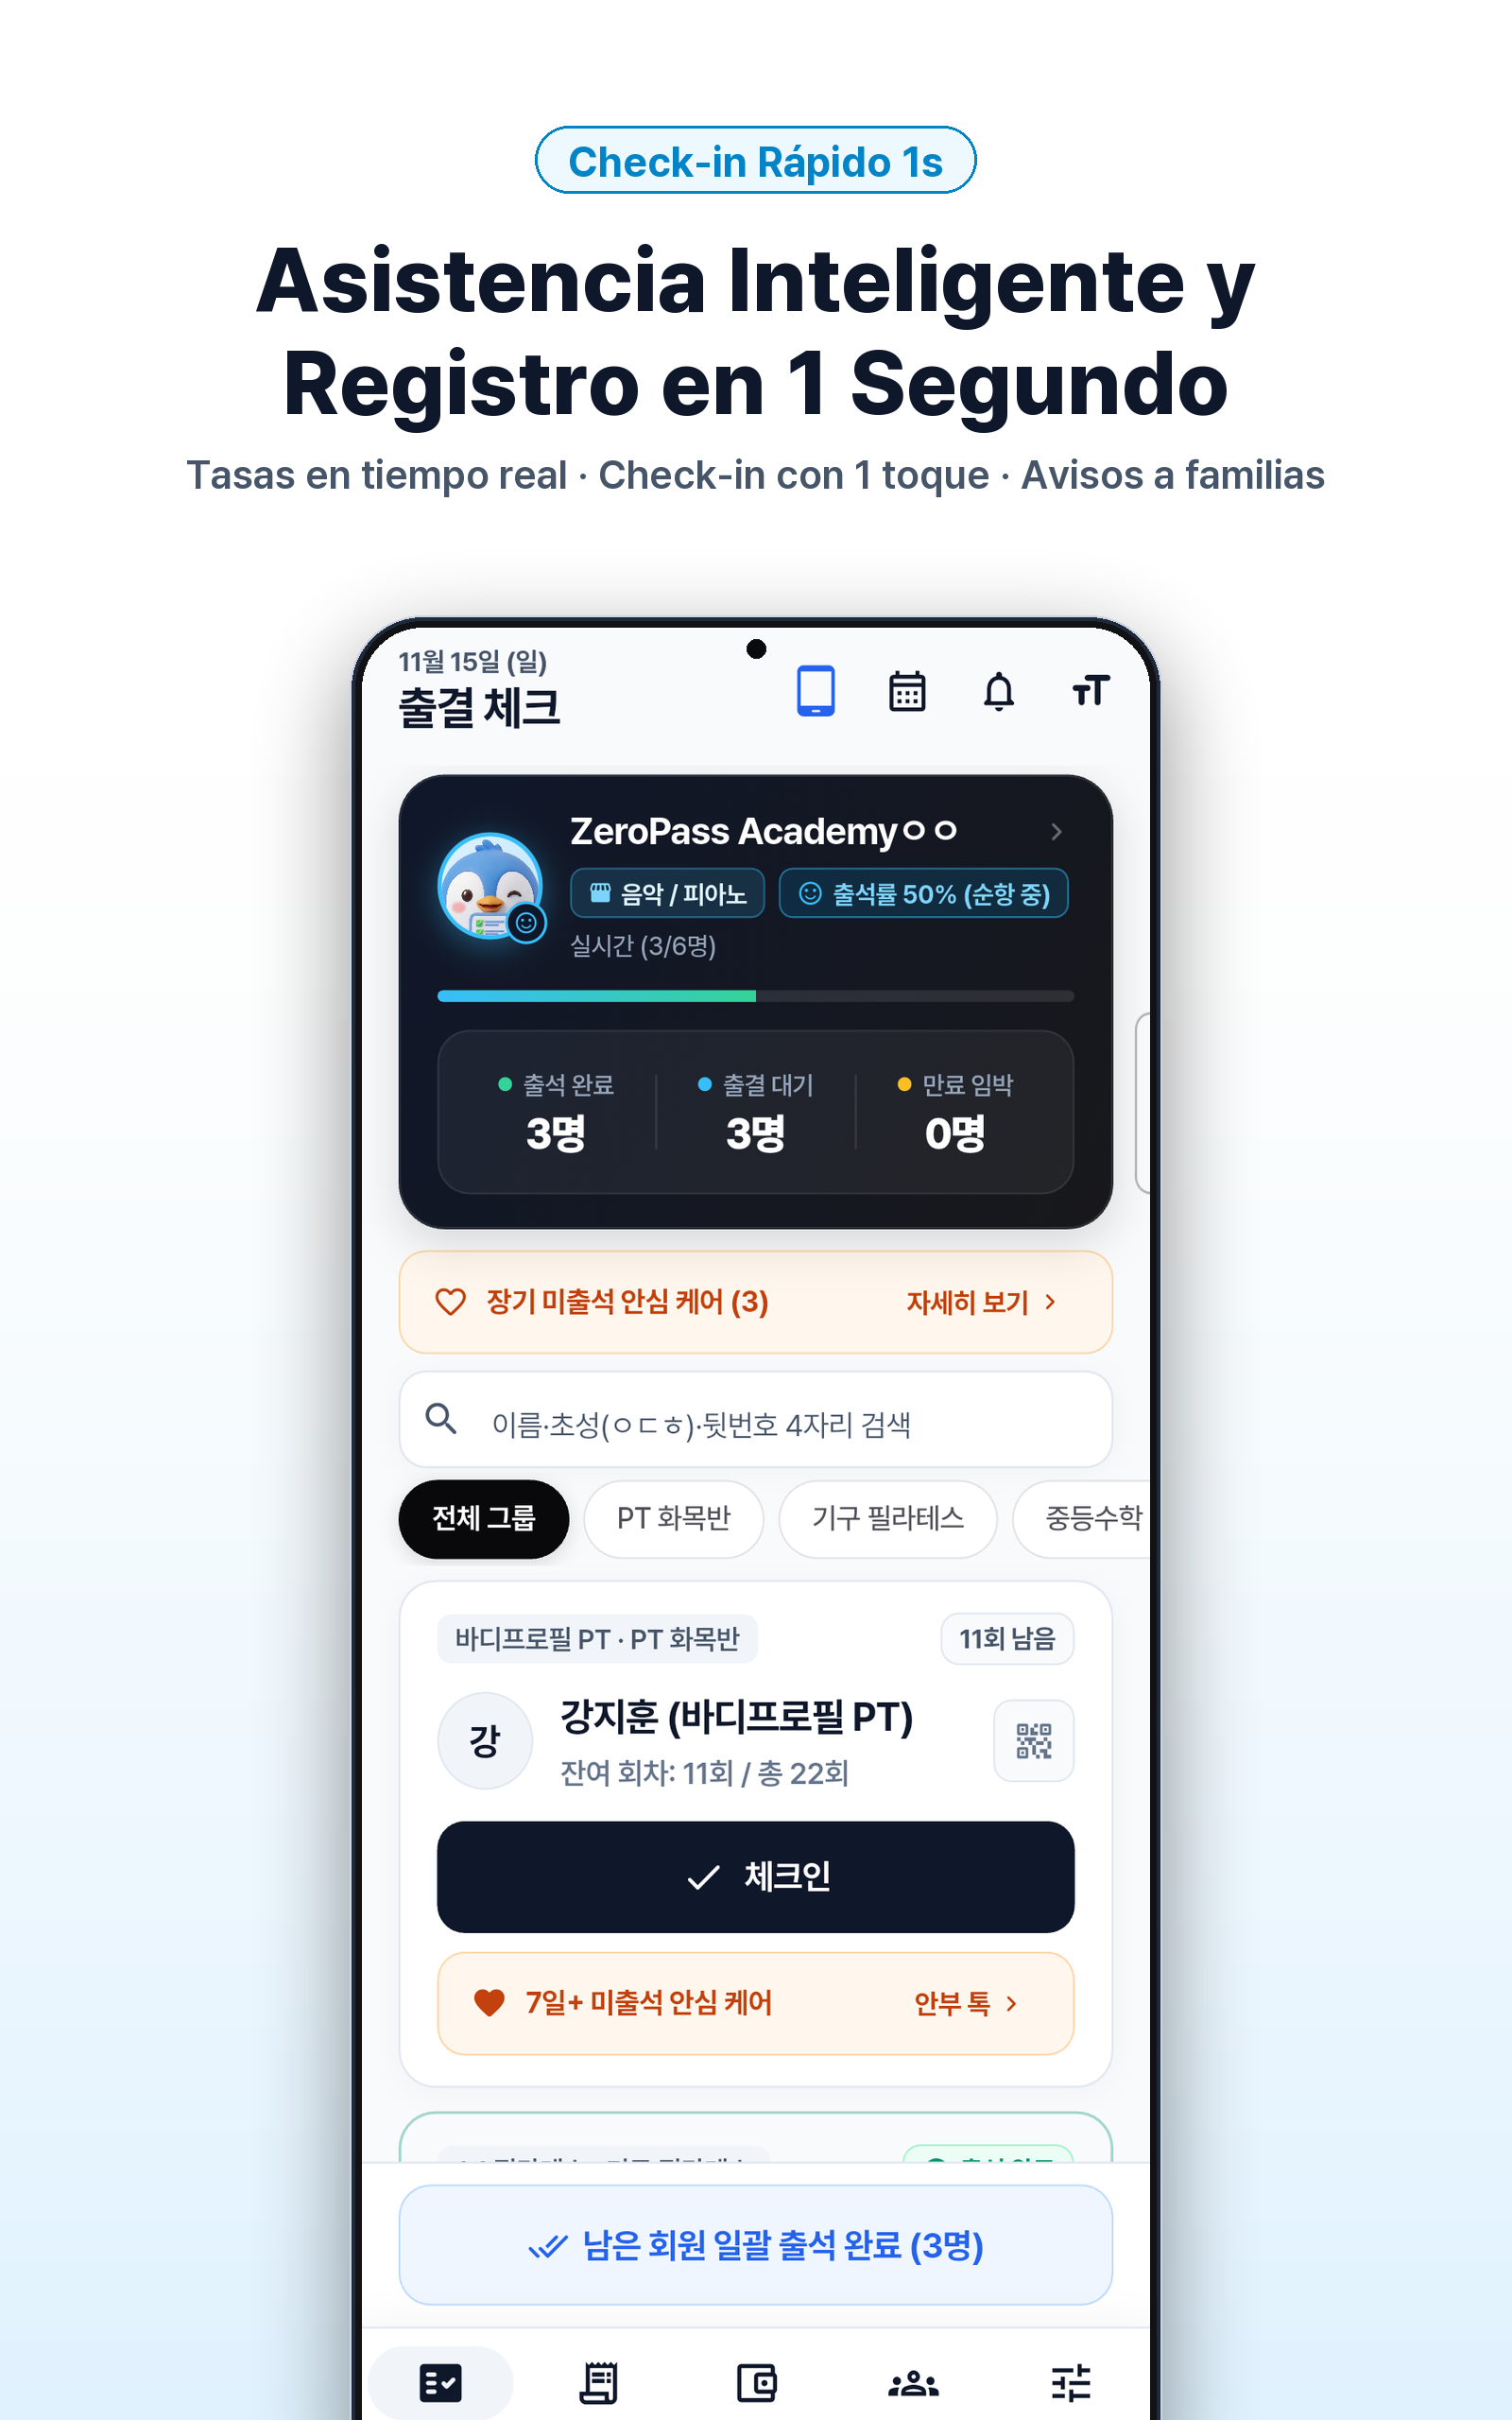 Check-in Rápido 1s
Asistencia Inteligente y
Registro en 1 Segundo
Tasas en tiempo real · Check-in con 1 toque · Avisos a familias
11월 15일 (일)
출결 체크
ZeroPass Academyㅇㅇ
음악 / 피아노
출석률 50% (순항 중)
실시간 (3/6명)
출석 완료
출결 대기
만료 임박
3명
3명
0명
장기 미출석 안심 케어 (3)
자세히 보기
이름·초성(ㅇㄷㅎ)·뒷번호 4자리 검색
전체 그룹
PT 화목반
기구 필라테스
중등수학
바디프로필 PT · PT 화목반
11회 남음
강
강지훈 (바디프로필 PT)
잔여 회차: 11회 / 총 22회
체크인
7일+ 미출석 안심 케어
안부 톡
남은 회원 일괄 출석 완료 (3명)